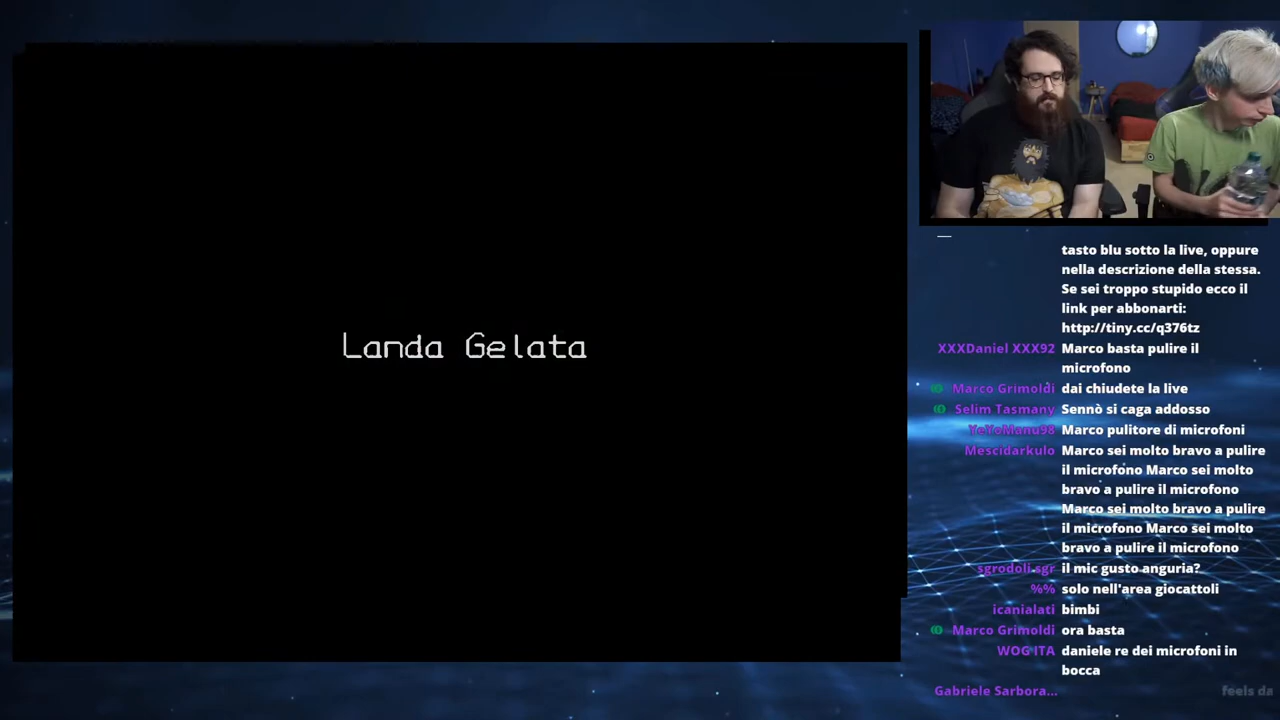 Landa Gelata
tasto blu sotto la live, oppure
nella descrizione della stessa.
Se sei troppo stupido ecco il
link per abbonarti:
http://tiny.cc/q376tz
XXXDaniel XXX92 Marco basta pulire il
microfono
Marco Grimoldi dai chiudete la live
Selim Tasmany Sennò si caga addosso
YeYoManu98 Marco pulitore di microfoni
Mescidarkulo Marco sei molto bravo a pulire
il microfono Marco sei molto
bravo a pulire il microfono
Marco sei molto bravo a pulire
il microfono Marco sei molto
bravo a pulire il microfono
sgrodoli sgr il mic gusto anguria?
%% solo nell'area giocattoli
icanialati bimbi
Marco Grimoldi ora basta
WOG ITA daniele re dei microfoni in
bocca
Gabriele Sarbora... feels da